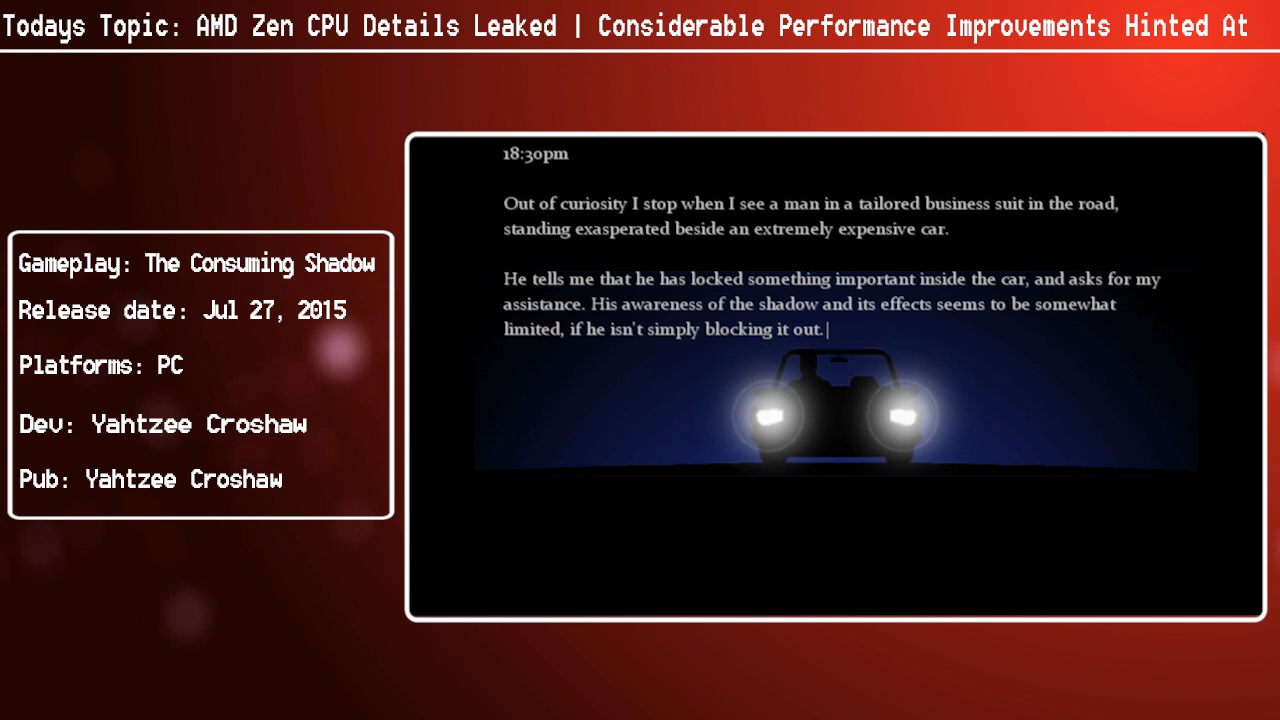 Todays Topic: AMD Zen CPU Details Leaked | Considerable Performance Improvements Hinted At
Gameplay: The Consuming Shadow
Release date: Jul 27, 2015
Platforms: PC
Dev: Yahtzee Croshaw
Pub: Yahtzee Croshaw
18:30pm
Out of curiosity I stop when I see a man in a tailored business suit in the road,
standing exasperated beside an extremely expensive car.
He tells me that he has locked something important inside the car, and asks for my
assistance. His awareness of the shadow and its effects seems to be somewhat
limited, if he isn't simply blocking it out.|